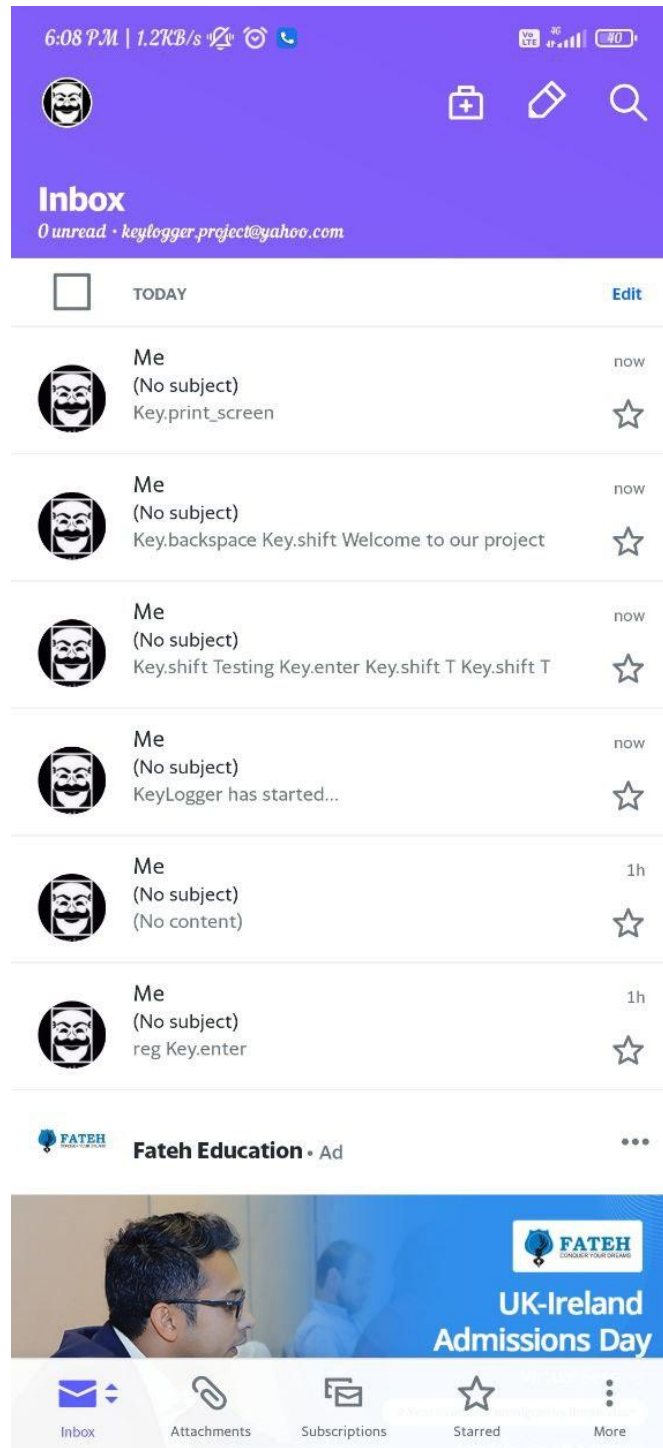 6:08 PM | 1.2KB/s
Vo LTE 4G 40
Inbox
0 unread · keylogger.project@yahoo.com
TODAY Edit
Me now
(No subject)
Key.print_screen
Me now
(No subject)
Key.backspace Key.shift Welcome to our project
Me now
(No subject)
Key.shift Testing Key.enter Key.shift T Key.shift T
Me now
(No subject)
KeyLogger has started...
Me 1h
(No subject)
(No content)
Me 1h
(No subject)
reg Key.enter
FATEH Fateh Education · Ad
FATEH
CONQUER YOUR DREAMS
UK-Ireland
Admissions Day
Inbox Attachments Subscriptions Starred More